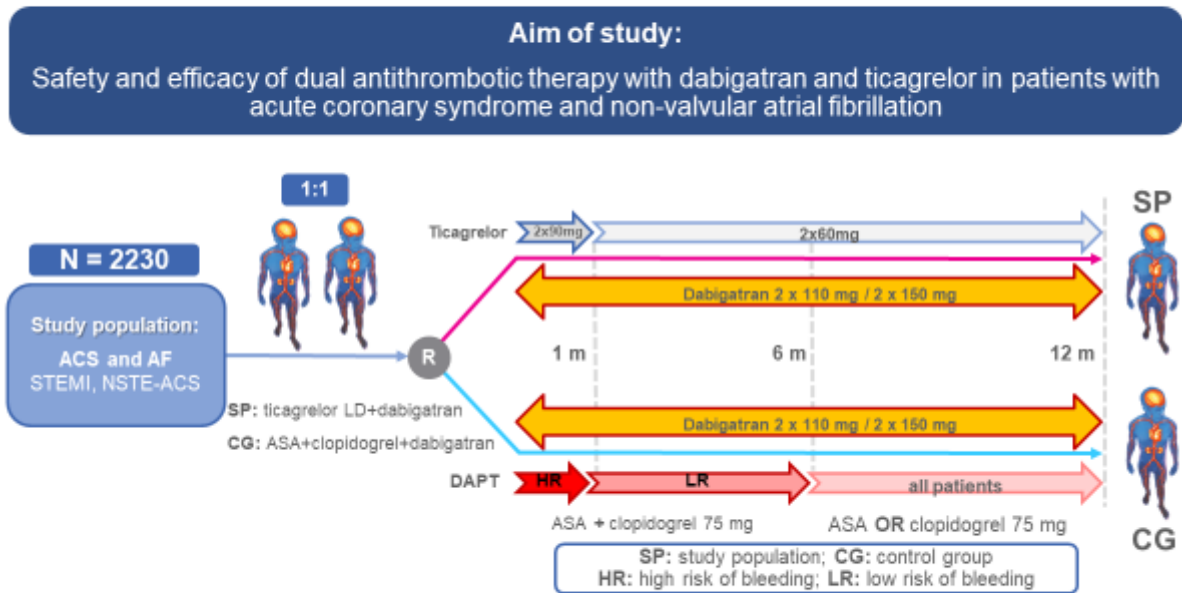 Aim of study:
Safety and efficacy of dual antithrombotic therapy with dabigatran and ticagrelor in patients with
acute coronary syndrome and non-valvular atrial fibrillation
1:1
SP
N = 2230
Ticagrelor
2x90mg
2x60mg
Study population:
ACS and AF
STEMI, NSTE-ACS
Dabigatran 2 x 110 mg / 2 x 150 mg
R
1 m
6 m
12 m
SP: ticagrelor LD+dabigatran
CG: ASA+clopidogrel+dabigatran
Dabigatran 2 x 110 mg / 2 x 150 mg
DAPT
HR
LR
all patients
ASA + clopidogrel 75 mg
ASA OR clopidogrel 75 mg
CG
SP: study population; CG: control group
HR: high risk of bleeding; LR: low risk of bleeding